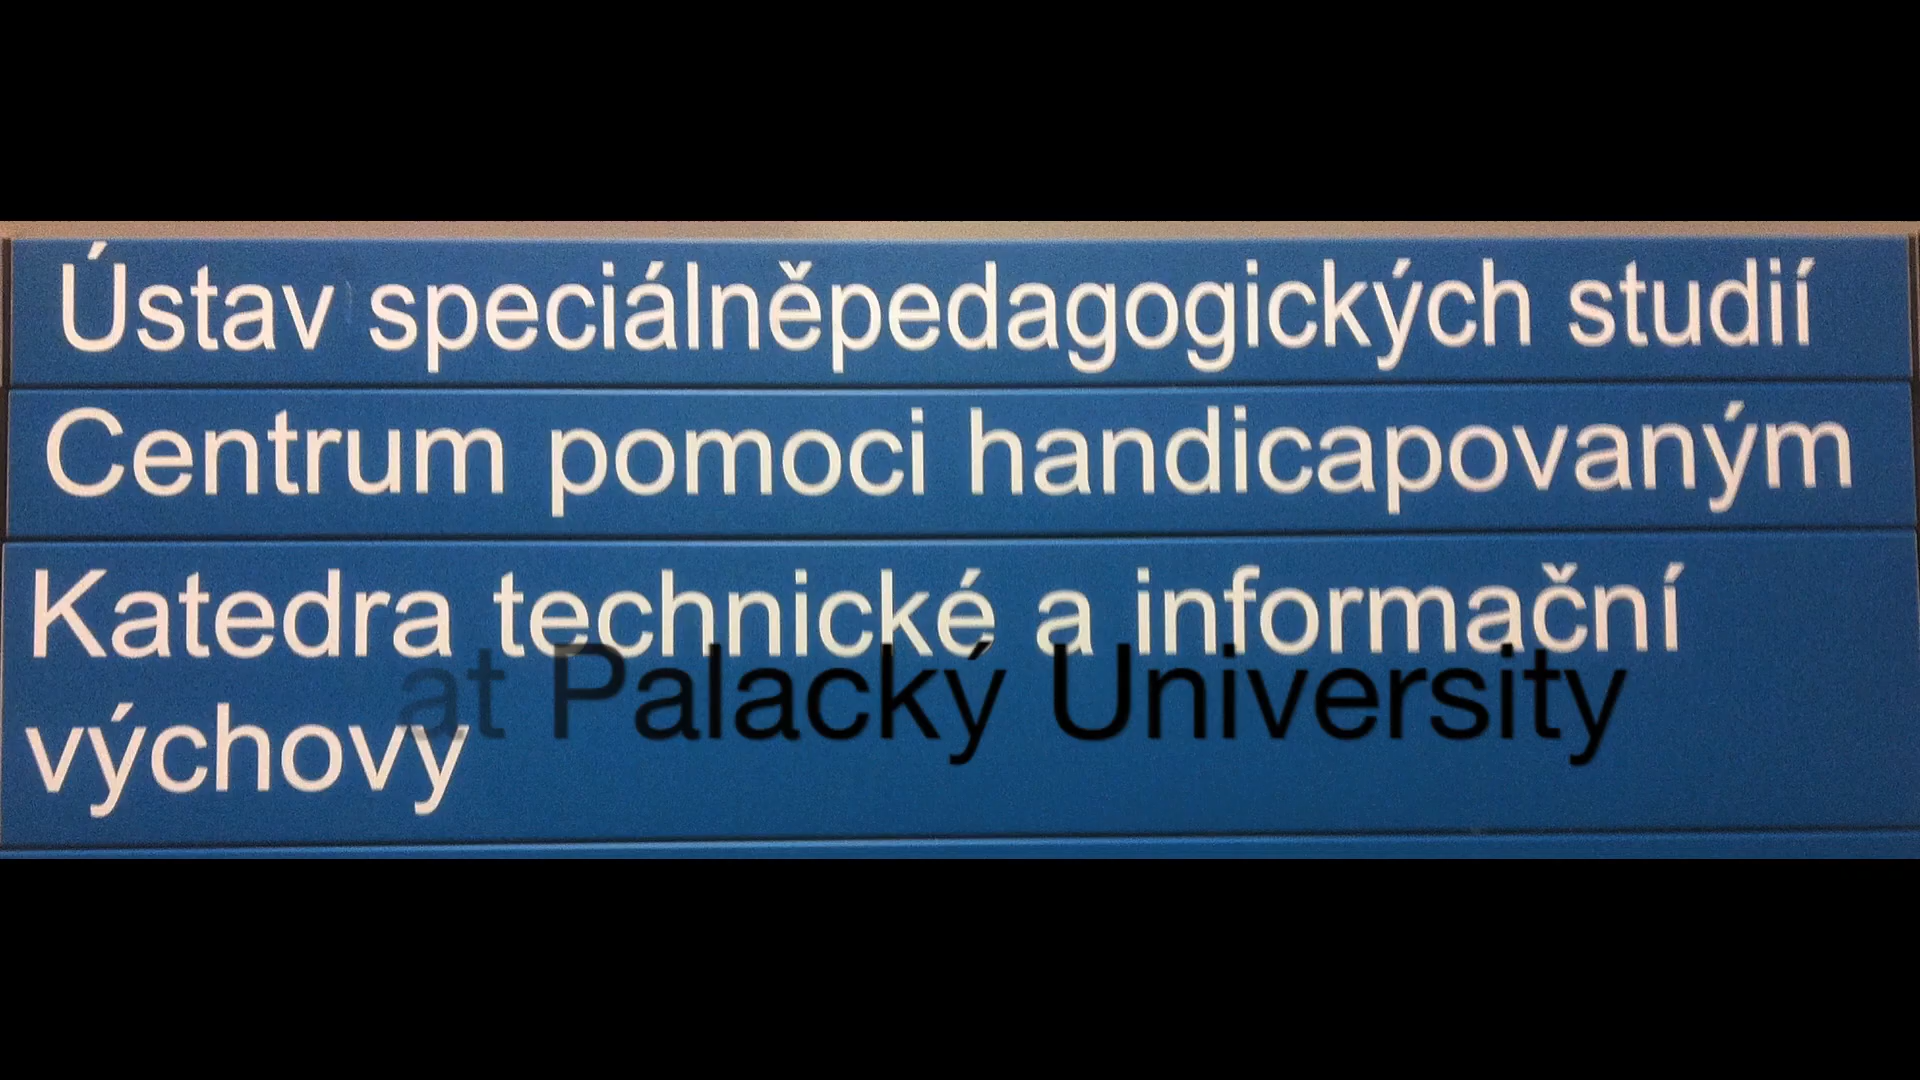 Ústav speciálněpedagogických studií
Centrum pomoci handicapovaným
Katedra technické a informační
at Palacký University
výchovy